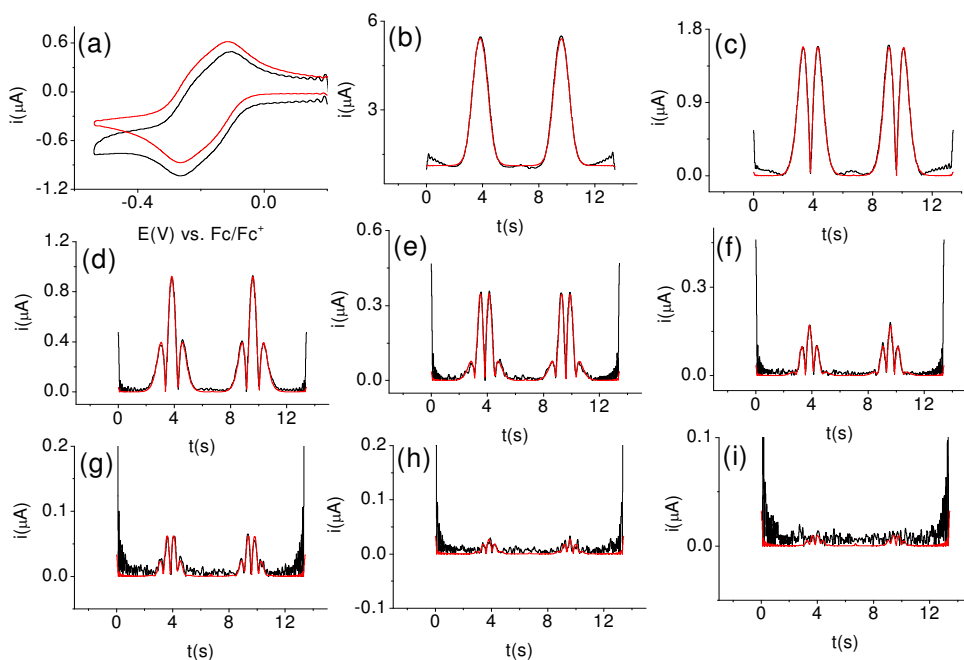 (a)
i(μA)
0.6
0.0
-0.6
-1.2
-0.4
0.0
E(V) vs. Fc/Fc+
(b)
i(μA)
6
3
0
4
8
12
t(s)
(c)
i(μA)
1.8
0.9
0.0
0
4
8
12
t(s)
(d)
i(μA)
1.2
0.8
0.4
0.0
0
4
8
12
t(s)
(e)
i(μA)
0.6
0.3
0.0
0
4
8
12
t(s)
(f)
i(μA)
0.3
0.0
0
4
8
12
t(s)
(g)
i(μA)
0.2
0.1
0.0
0
4
8
12
t(s)
(h)
i(μA)
0.2
0.1
0.0
-0.1
0
4
8
12
t(s)
(i)
i(μA)
0.1
0.0
0
4
8
12
t(s)